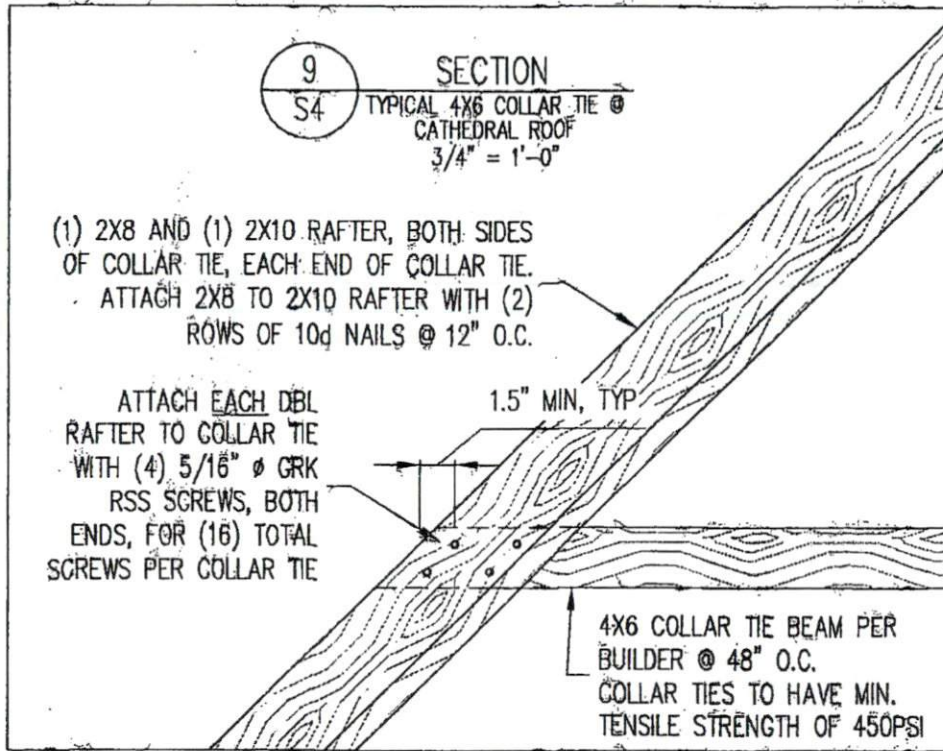 9
S4
SECTION
TYPICAL 4X6 COLLAR TIE @
CATHEDRAL ROOF
3/4" = 1'-0"
(1) 2X8 AND (1) 2X10 RAFTER, BOTH SIDES
OF COLLAR TIE, EACH END OF COLLAR TIE.
ATTACH 2X8 TO 2X10 RAFTER WITH (2)
ROWS OF 10d NAILS @ 12" O.C.
ATTACH EACH DBL
RAFTER TO COLLAR TIE
WITH (4) 5/16" ø GRK
RSS SCREWS, BOTH
ENDS, FOR (16) TOTAL
SCREWS PER COLLAR TIE
1.5" MIN, TYP
4X6 COLLAR TIE BEAM PER
BUILDER @ 48" O.C.
COLLAR TIES TO HAVE MIN.
TENSILE STRENGTH OF 450PSI